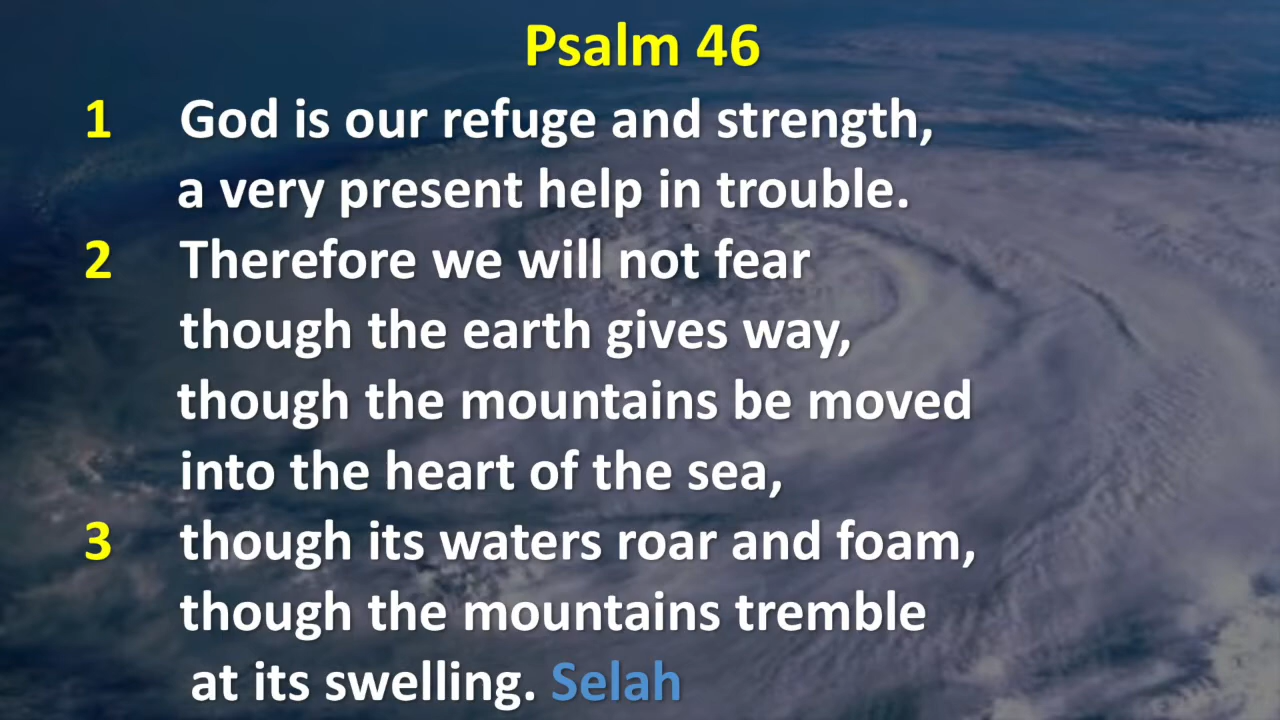 Psalm 46
1 God is our refuge and strength,
a very present help in trouble.
2 Therefore we will not fear
though the earth gives way,
though the mountains be moved
into the heart of the sea,
3 though its waters roar and foam,
though the mountains tremble
at its swelling. Selah